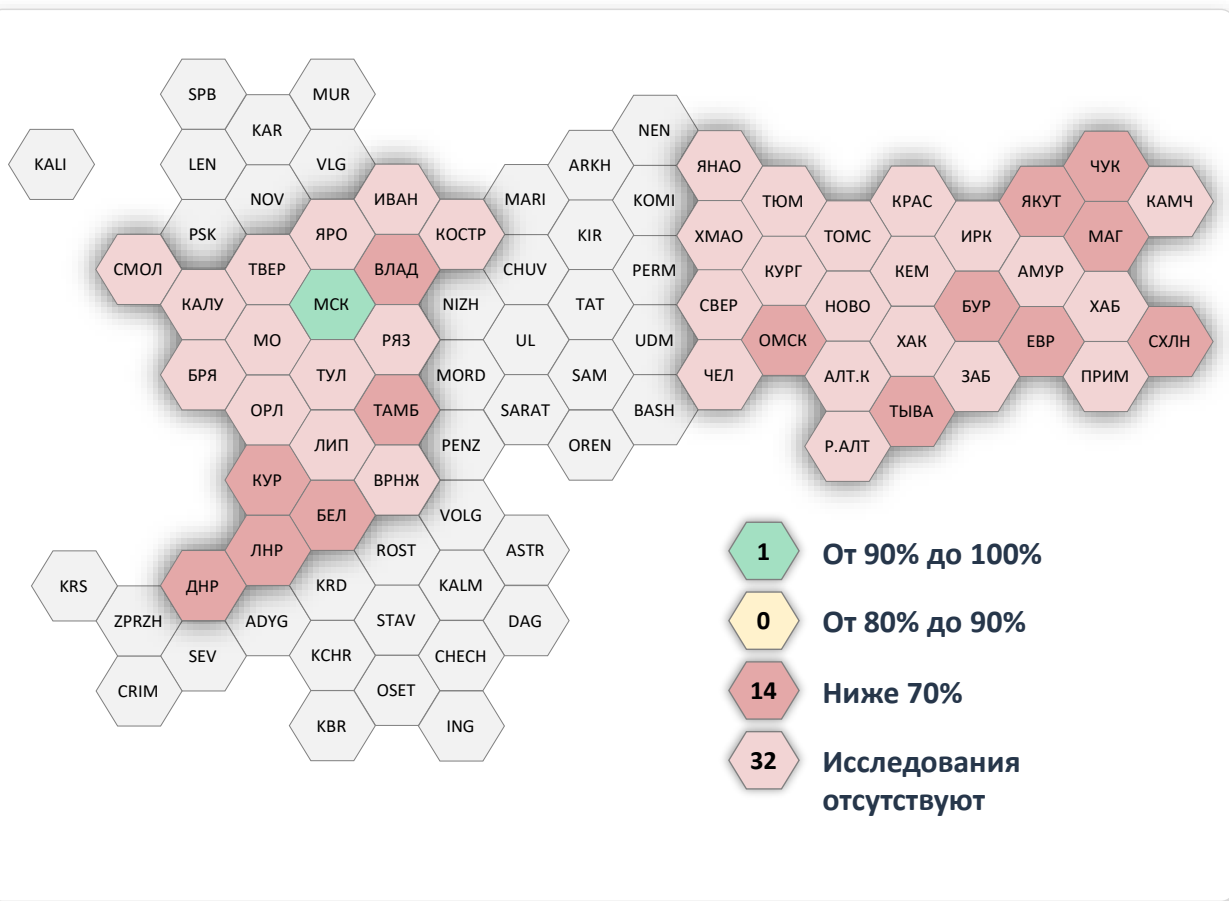 SPB
MUR
KAR
NEN
KALI
LEN
VLG
ARKH
ЯНАО
ЧУК
NOV
ИВАН
MARI
KOMI
ТЮМ
КРАС
ЯКУТ
КАМЧ
PSK
ЯРО
КОСТР
KIR
ХМАО
ТОМС
ИРК
МАГ
СМОЛ
ТВЕР
ВЛАД
CHUV
PERM
КУРГ
КЕМ
АМУР
КАЛУ
МСК
NIZH
TAT
СВЕР
НОВО
БУР
ХАБ
МО
РЯЗ
UL
UDM
ОМСК
ХАК
ЕВР
СХЛН
БРЯ
ТУЛ
MORD
SAM
ЧЕЛ
АЛТ.К
ЗАБ
ПРИМ
ОРЛ
ТАМБ
SARAT
BASH
ТЫВА
ЛИП
PENZ
OREN
Р.АЛТ
КУР
ВРНЖ
БЕЛ
VOLG
ЛНР
ROST
ASTR
1 От 90% до 100%
KRS
ДНР
KRD
KALM
ZPRZH
ADYG
STAV
DAG
0 От 80% до 90%
SEV
KCHR
CHECH
CRIM
OSET
14 Ниже 70%
KBR
ING
32 Исследования
отсутствуют